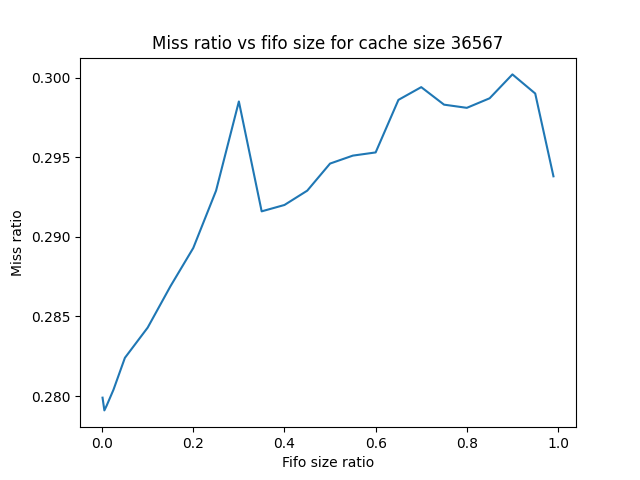 Miss ratio vs fifo size for cache size 36567
0.300
0.295
0.290
0.285
0.280
Miss ratio
0.0 0.2 0.4 0.6 0.8 1.0
Fifo size ratio